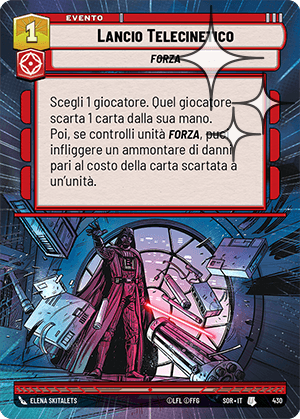 EVENTO
1
LANCIO TELECINETICO
FORZA
Scegli 1 giocatore. Quel giocatore
scarta 1 carta dalla sua mano.
Poi, se controlli unità FORZA, puoi
infliggere un ammontare di danni
pari al costo della carta scartata a
un'unità.
ELENA SKITALETS
©LFL ©FFG
SOR • IT
430